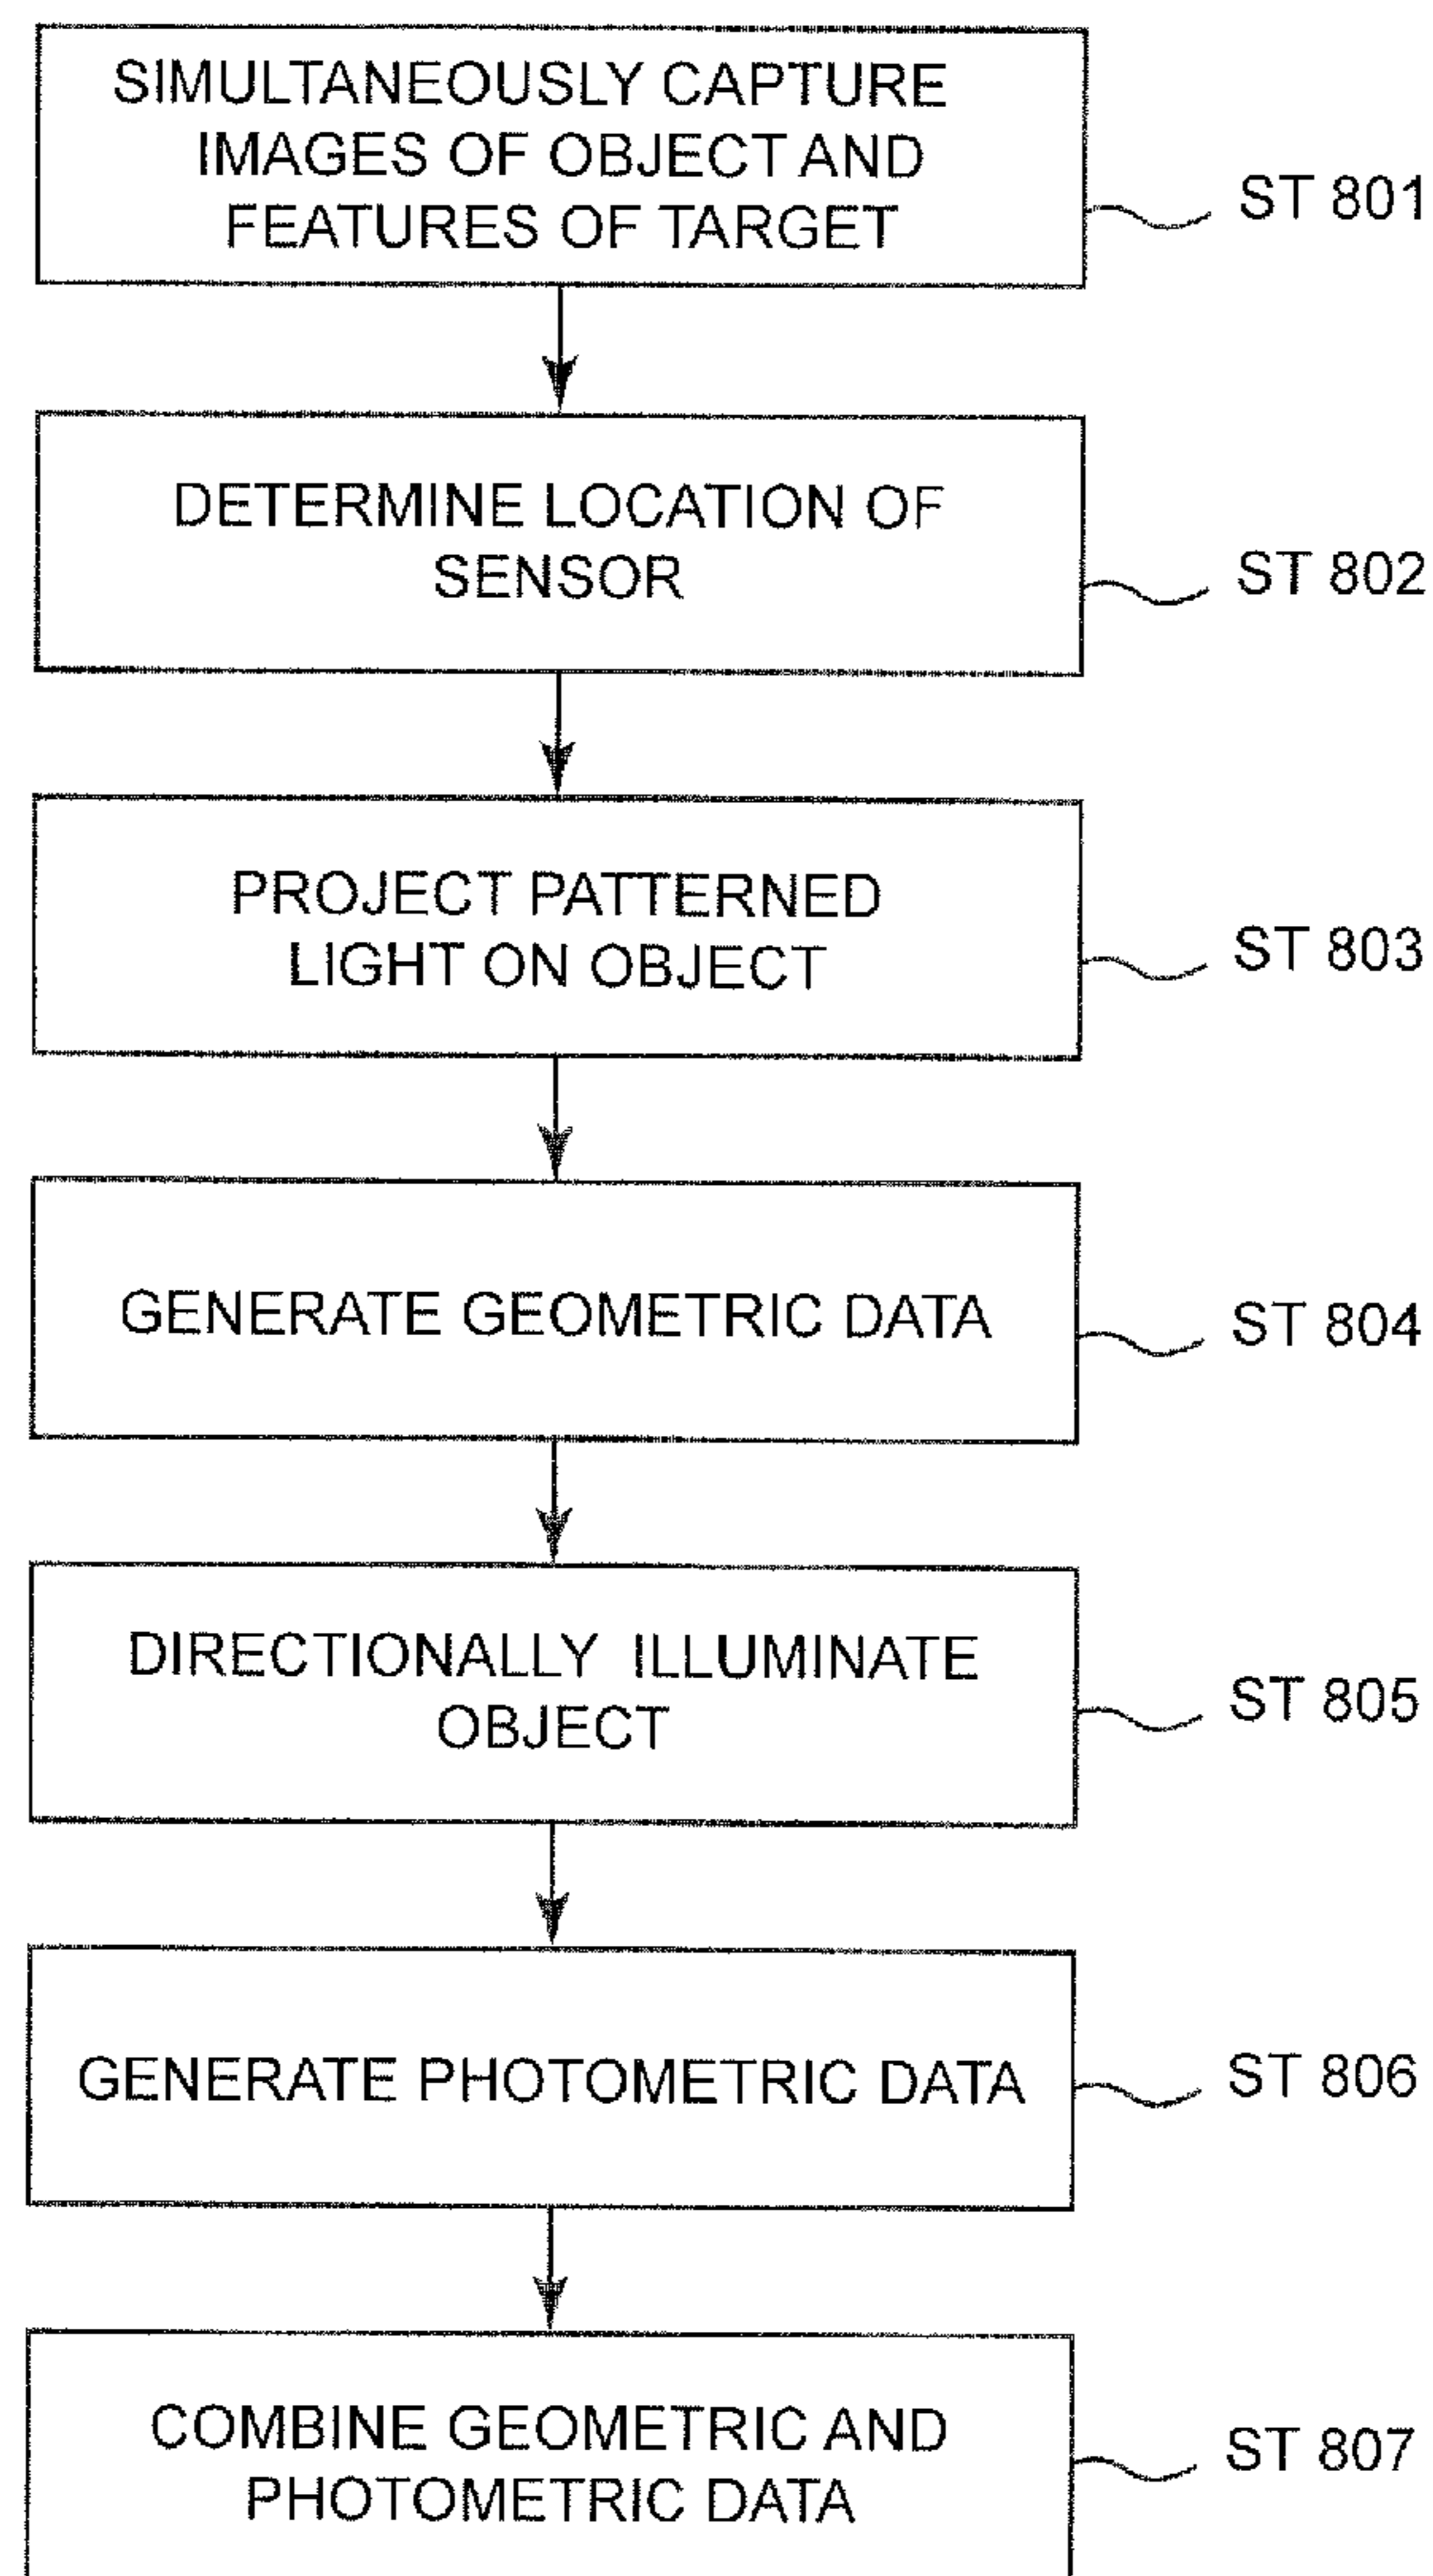 SIMULTANEOUSLY CAPTURE
IMAGES OF OBJECT AND
FEATURES OF TARGET
ST 801
DETERMINE LOCATION OF
SENSOR
ST 802
PROJECT PATTERNED
LIGHT ON OBJECT
ST 803
GENERATE GEOMETRIC DATA
ST 804
DIRECTIONALLY ILLUMINATE
OBJECT
ST 805
GENERATE PHOTOMETRIC DATA
ST 806
COMBINE GEOMETRIC AND
PHOTOMETRIC DATA
ST 807